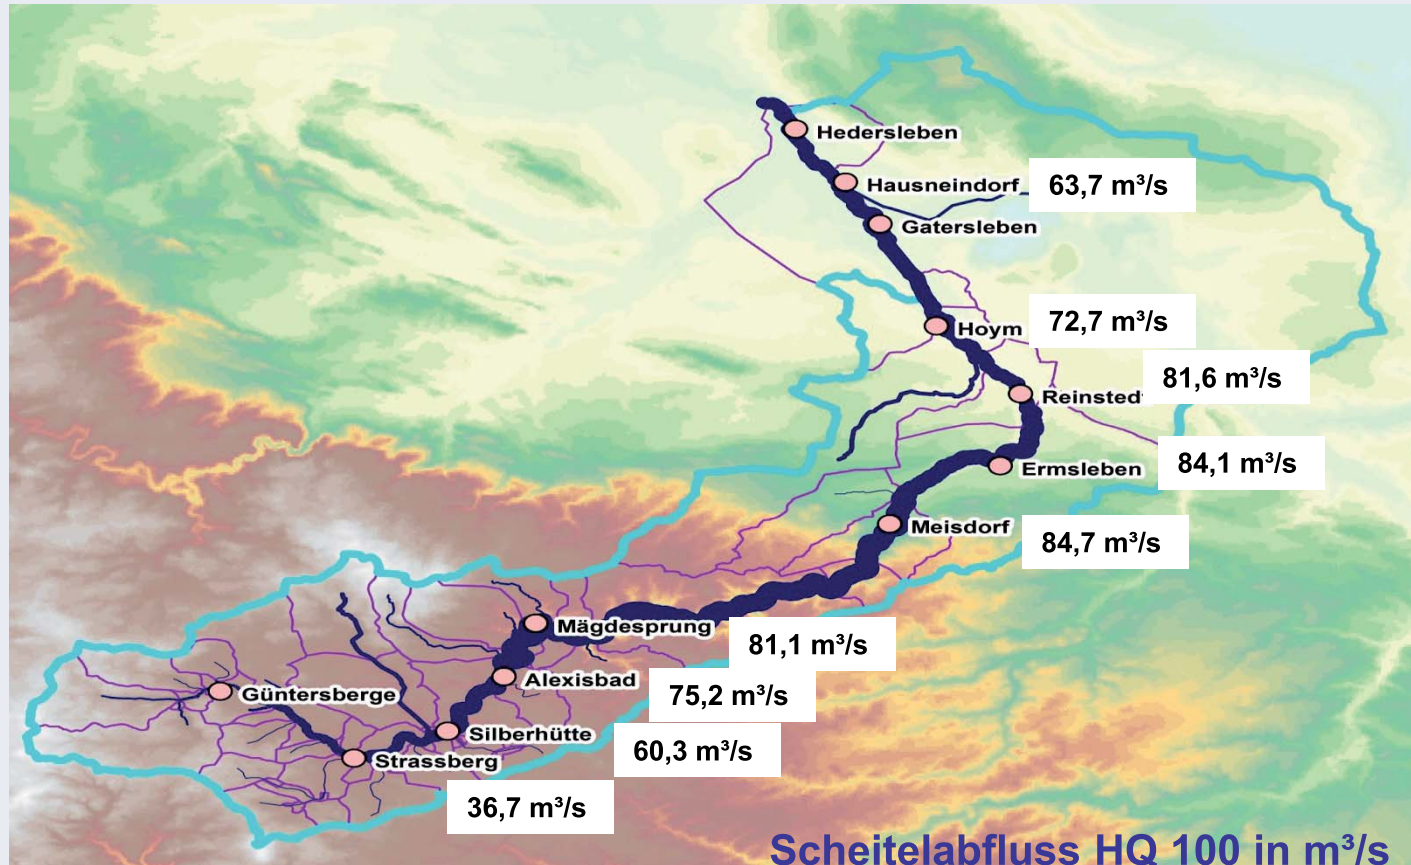 Hedersleben
Hausneindorf 63,7 m³/s
Gatersleben
Hoym 72,7 m³/s
81,6 m³/s
Reinsted
Ermsleben 84,1 m³/s
Meisdorf 84,7 m³/s
Mägdesprung 81,1 m³/s
Alexisbad 75,2 m³/s
Güntersberge
Silberhütte 60,3 m³/s
Strassberg
36,7 m³/s
Scheitelabfluss HQ 100 in m³/s